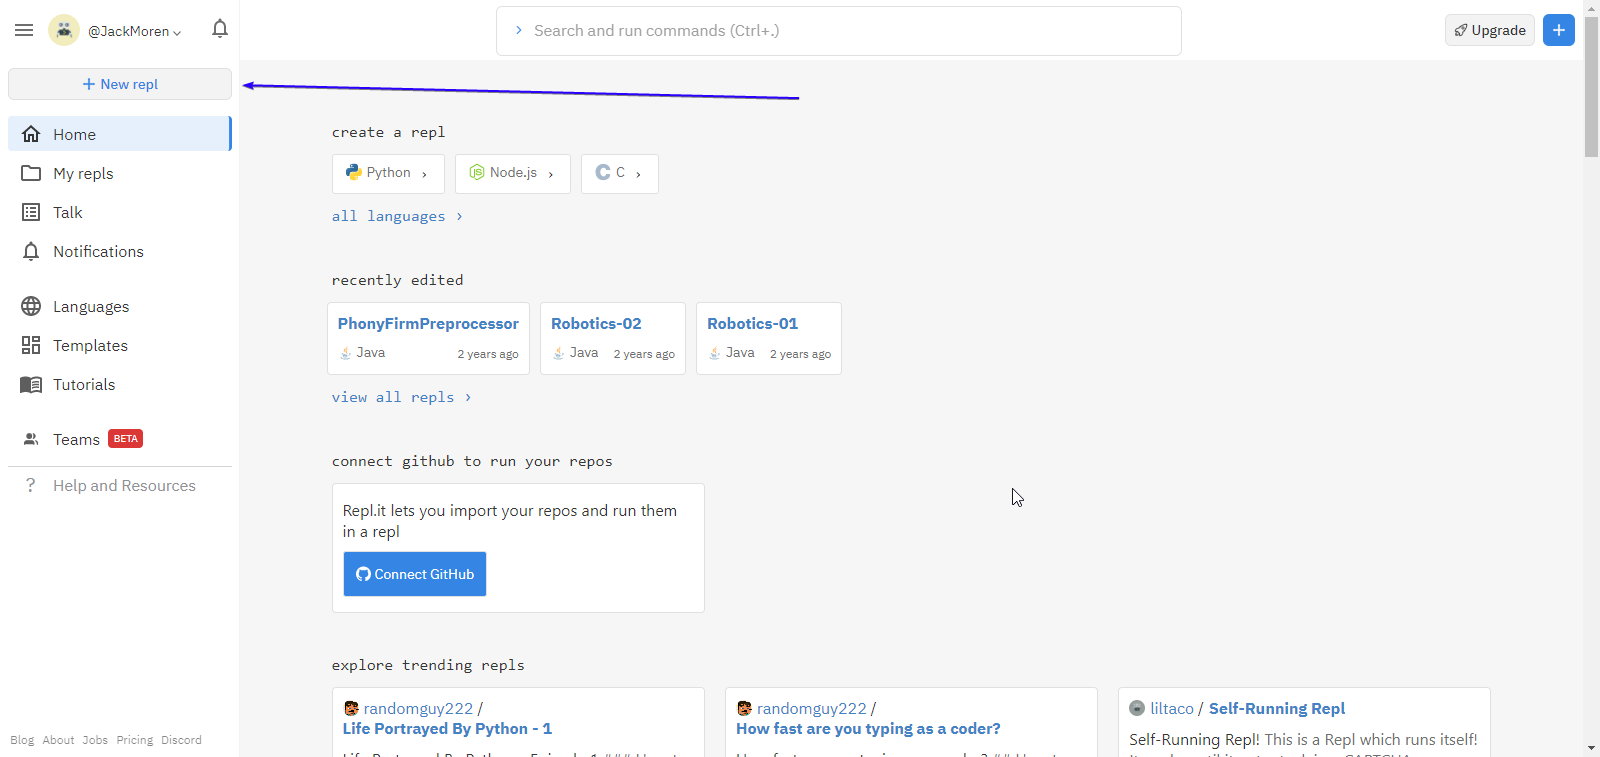 @JackMoren
Search and run commands (Ctrl+.)
Upgrade
+ New repl
Home
My repls
Talk
Notifications
Languages
Templates
Tutorials
Teams BETA
? Help and Resources
Blog About Jobs Pricing Discord
create a repl
Python ›
JS Node.js ›
C C ›
all languages ›
recently edited
PhonyFirmPreprocessor
Java 2 years ago
Robotics-02
Java 2 years ago
Robotics-01
Java 2 years ago
view all repls ›
connect github to run your repos
Repl.it lets you import your repos and run them
in a repl
Connect GitHub
explore trending repls
randomguy222 /
Life Portrayed By Python - 1
randomguy222 /
How fast are you typing as a coder?
liltaco / Self-Running Repl
Self-Running Repl! This is a Repl which runs itself!